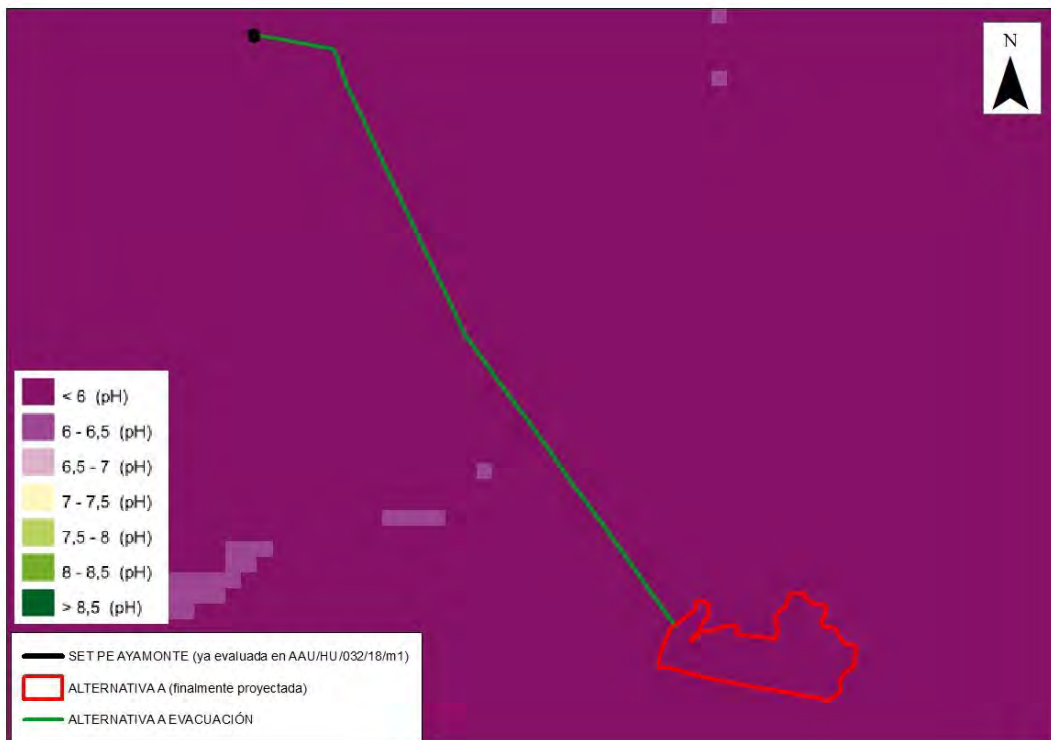 N
< 6 (pH)
6 - 6,5 (pH)
6,5 - 7 (pH)
7 - 7,5 (pH)
7,5 - 8 (pH)
8 - 8,5 (pH)
> 8,5 (pH)
SET PE AYAMONTE (ya evaluada en AAU/HU/032/18/m1)
ALTERNATIVA A (finalmente proyectada)
ALTERNATIVA A EVACUACIÓN